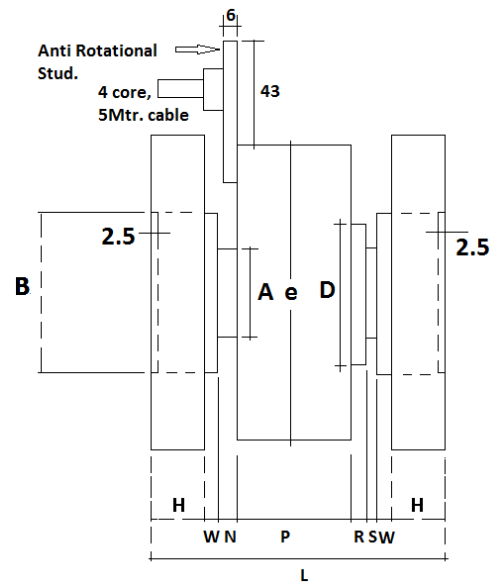 6
Anti Rotational
Stud.
4 core,
5Mtr. cable
43
2.5
2.5
B
A e D
H
H
W N P R S W
L